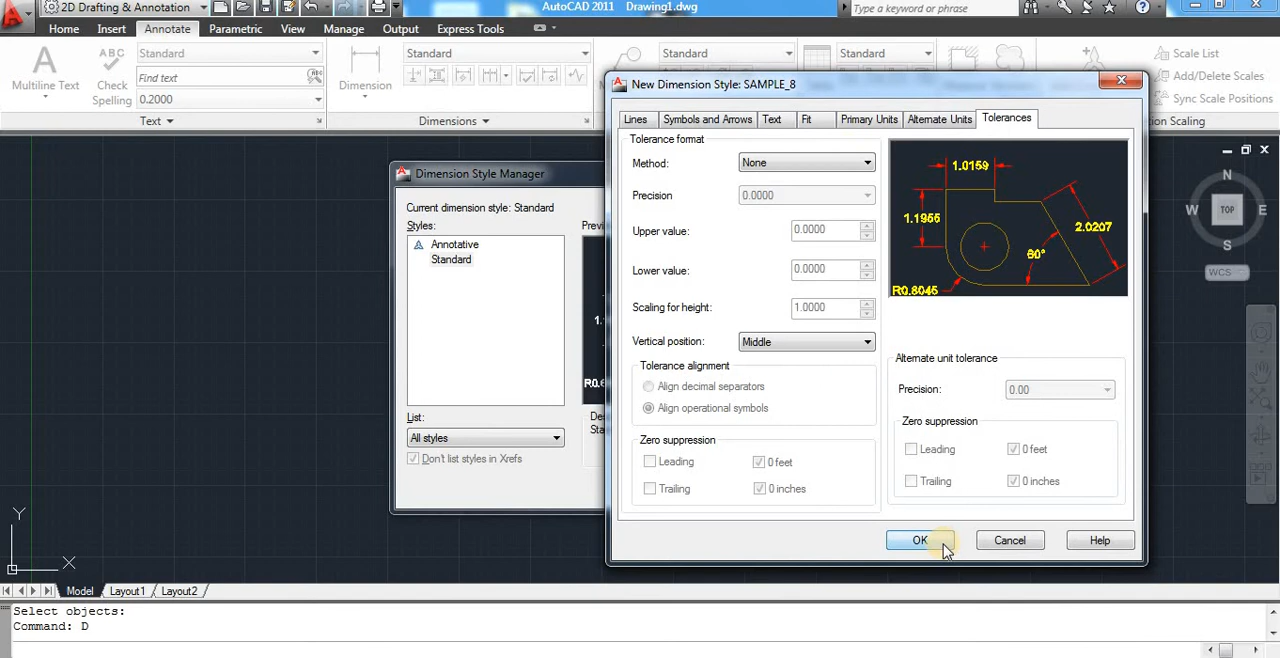 2D Drafting & Annotation
AutoCAD 2011 Drawing1.dwg
Type a keyword or phrase
Home Insert Annotate Parametric View Manage Output Express Tools
Standard
Find text
0.2000
Multiline Text
ABC
Check Spelling
Text
Dimension
Standard
Dimensions
Standard
Standard
Scale List
Add/Delete Scales
Sync Scale Positions
Dimension Style Manager
Current dimension style: Standard
Styles:
Annotative
Standard
List:
All styles
Don't list styles in Xrefs
New Dimension Style: SAMPLE_8
Lines Symbols and Arrows Text Fit Primary Units Alternate Units Tolerances
Tolerance format
Method: None
Precision 0.0000
Upper value: 0.0000
Lower value: 0.0000
Scaling for height: 1.0000
Vertical position: Middle
Tolerance alignment
Align decimal separators
Align operational symbols
Zero suppression
Leading 0 feet
Trailing 0 inches
1.0159
1.1955
2.0207
60°
R0.8045
Alternate unit tolerance
Precision: 0.00
Zero suppression
Leading 0 feet
Trailing 0 inches
OK Cancel Help
N
W TOP E
S
WCS
Y
X
Model Layout1 Layout2
Select objects:
Command: D